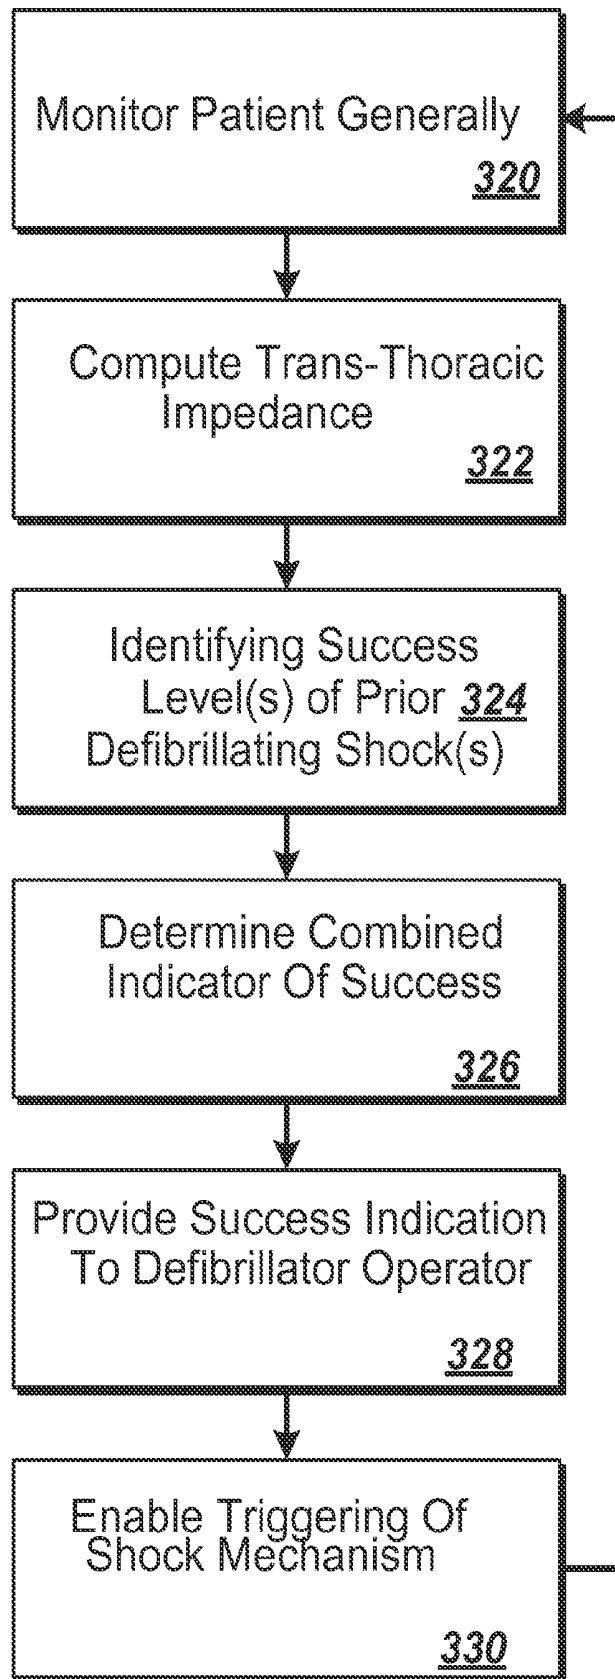 Monitor Patient Generally
320
Compute Trans-Thoracic
Impedance
322
Identifying Success
Level(s) of Prior 324
Defibrillating Shock(s)
Determine Combined
Indicator Of Success
326
Provide Success Indication
To Defibrillator Operator
328
Enable Triggering Of
Shock Mechanism
330